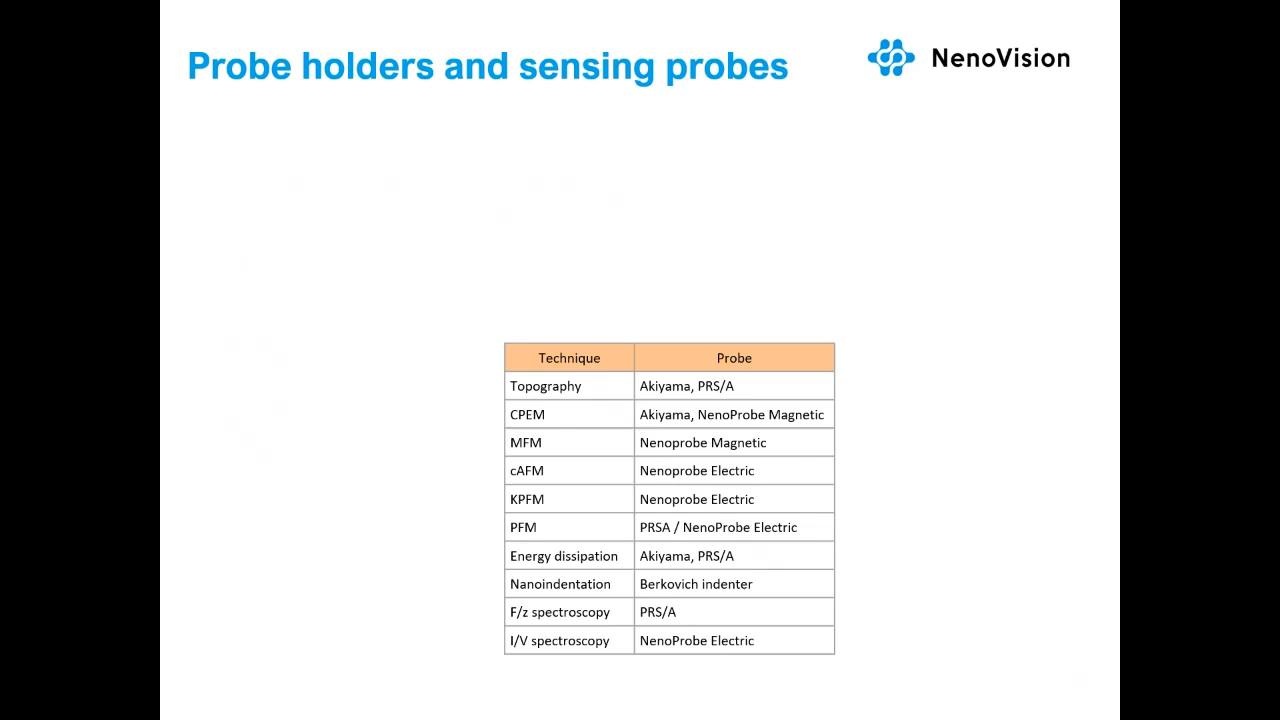 Probe holders and sensing probes
NenoVision
Technique Probe
Topography Akiyama, PRS/A
CPEM Akiyama, NenoProbe Magnetic
MFM Nenoprobe Magnetic
cAFM Nenoprobe Electric
KPFM Nenoprobe Electric
PFM PRSA / NenoProbe Electric
Energy dissipation Akiyama, PRS/A
Nanoindentation Berkovich indenter
F/z spectroscopy PRS/A
I/V spectroscopy NenoProbe Electric